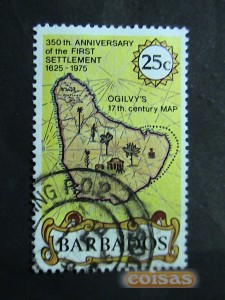 350th ANNIVERSARY
of the FIRST
SETTLEMENT
1625-1975
25c
OGILVY'S
17th. century MAP
BARBADOS
coisas